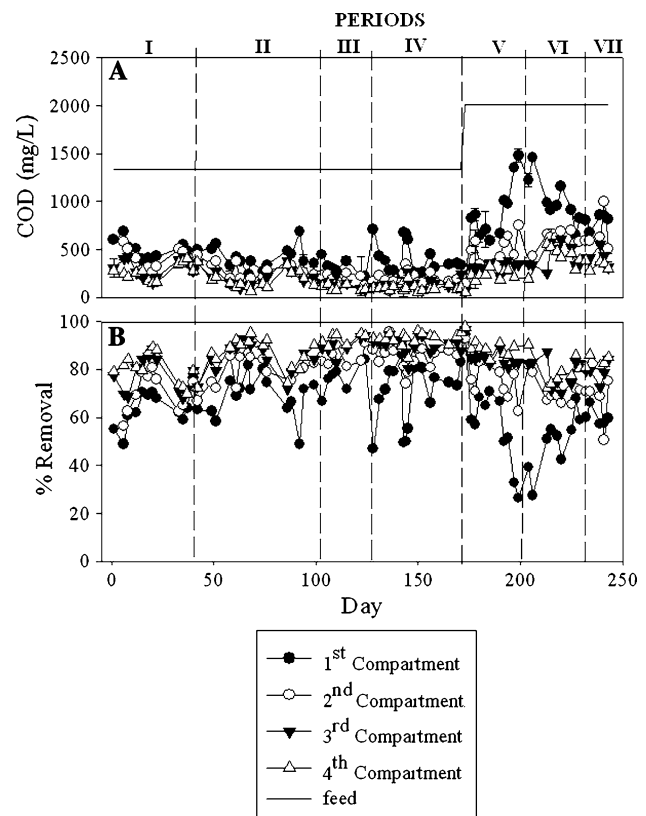 PERIODS
I II III IV V VI VII
A
2500
2000
1500
1000
500
0
COD (mg/L)
B
100
80
60
40
20
0
% Removal
0 50 100 150 200 250
Day
1st Compartment
2nd Compartment
3rd Compartment
4th Compartment
feed